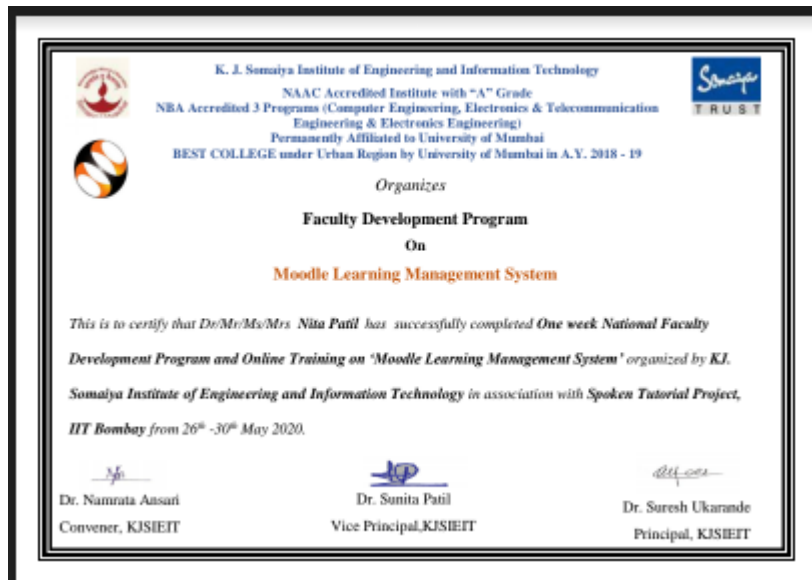 K. J. Somaiya Institute of Engineering and Information Technology
NAAC Accredited Institute with “A” Grade
NBA Accredited 3 Programs (Computer Engineering, Electronics & Telecommunication
Engineering & Electronics Engineering)
Permanently Affiliated to University of Mumbai
BEST COLLEGE under Urban Region by University of Mumbai in A.Y. 2018 - 19
Somaiya
TRUST
Organizes
Faculty Development Program
On
Moodle Learning Management System
This is to certify that Dr/Mr/Ms/Mrs Nita Patil has successfully completed One week National Faculty
Development Program and Online Training on ‘Moodle Learning Management System’ organized by KJ.
Somaiya Institute of Engineering and Information Technology in association with Spoken Tutorial Project,
IIT Bombay from 26th -30th May 2020.
Dr. Namrata Ansari
Convener, KJSIEIT
Dr. Sunita Patil
Vice Principal,KJSIEIT
Dr. Suresh Ukarande
Principal, KJSIEIT